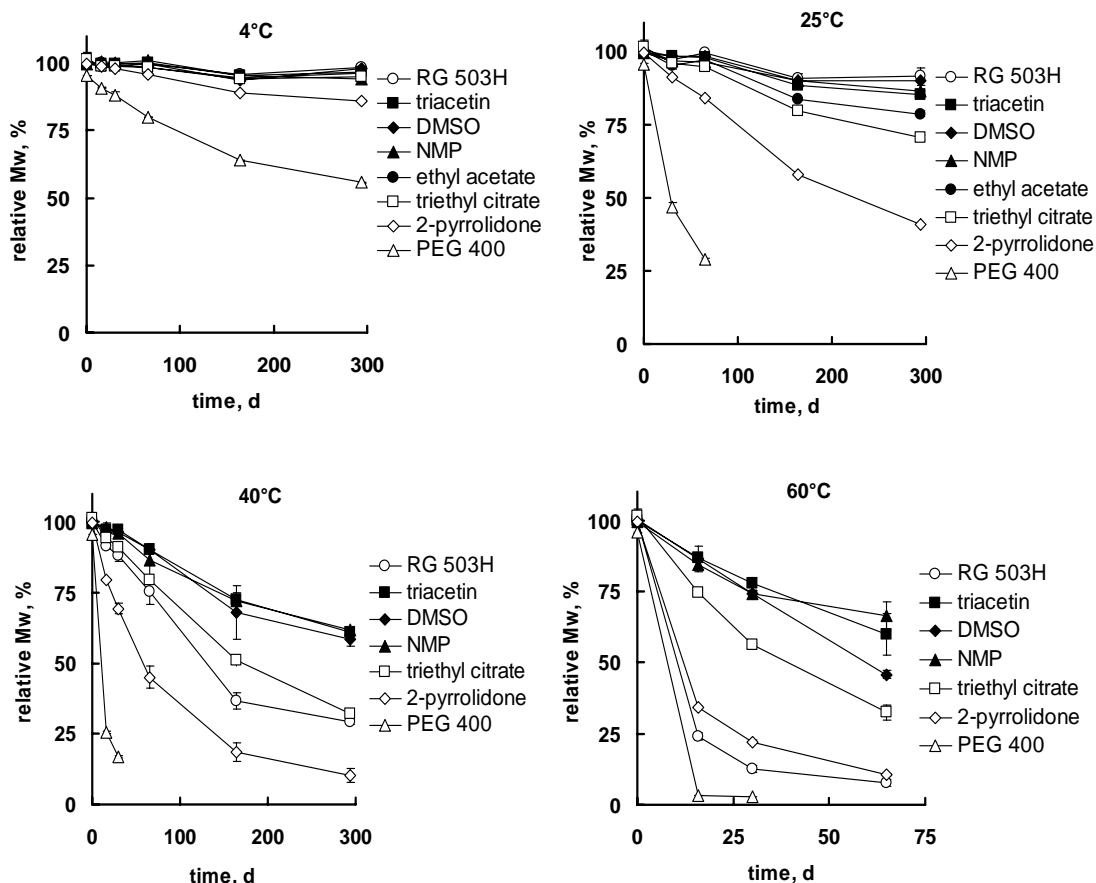 4°C
relative Mw, %
100
75
50
25
0
0 100 200 300
time, d
RG 503H
triacetin
DMSO
NMP
ethyl acetate
triethyl citrate
2-pyrrolidone
PEG 400
25°C
relative Mw, %
100
75
50
25
0
0 100 200 300
time, d
RG 503H
triacetin
DMSO
NMP
ethyl acetate
triethyl citrate
2-pyrrolidone
PEG 400
40°C
relative Mw, %
100
75
50
25
0
0 100 200 300
time, d
RG 503H
triacetin
DMSO
NMP
triethyl citrate
2-pyrrolidone
PEG 400
60°C
relative Mw, %
100
75
50
25
0
0 25 50 75
time, d
RG 503H
triacetin
DMSO
NMP
triethyl citrate
2-pyrrolidone
PEG 400